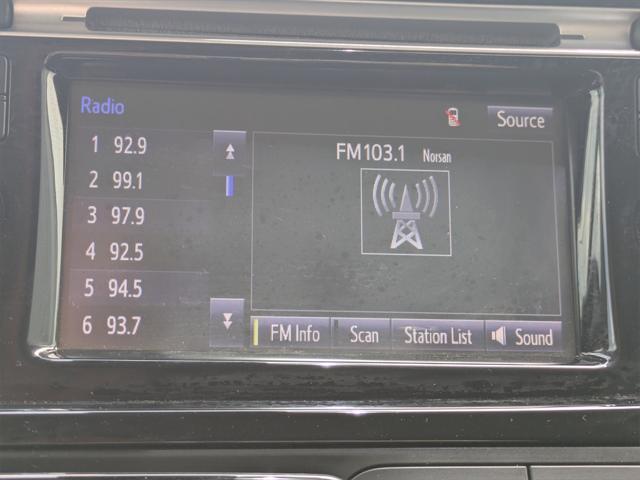 Radio
Source
1 92.9
2 99.1
3 97.9
4 92.5
5 94.5
6 93.7
FM103.1 Norsan
FM Info Scan Station List Sound